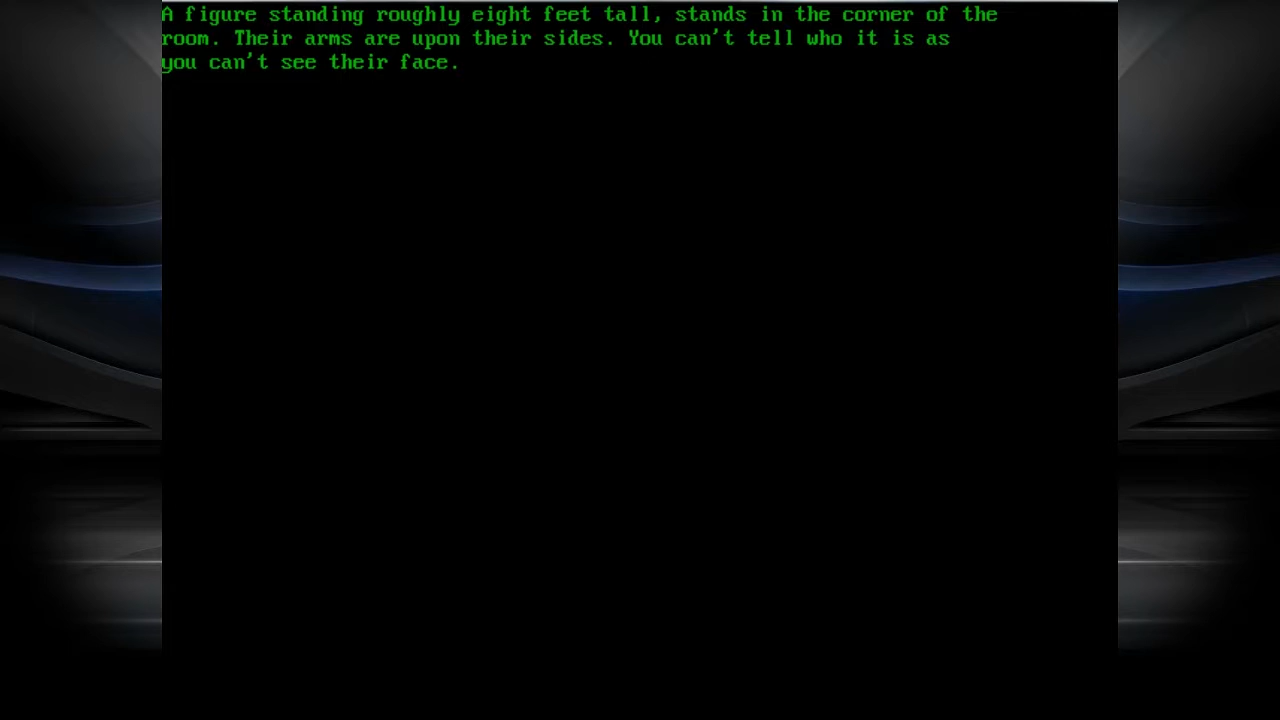 A figure standing roughly eight feet tall, stands in the corner of the
room. Their arms are upon their sides. You can't tell who it is as
you can't see their face.